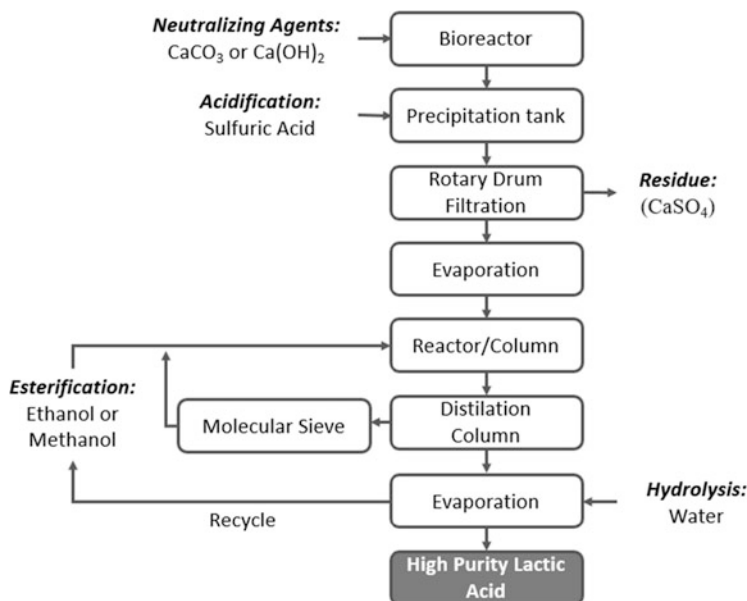 Neutralizing Agents:
CaCO₃ or Ca(OH)₂
Bioreactor
Acidification:
Sulfuric Acid
Precipitation tank
Rotary Drum
Filtration
Residue:
(CaSO₄)
Evaporation
Reactor/Column
Esterification:
Ethanol or
Methanol
Molecular Sieve
Distilation
Column
Evaporation
Hydrolysis:
Water
Recycle
High Purity Lactic
Acid